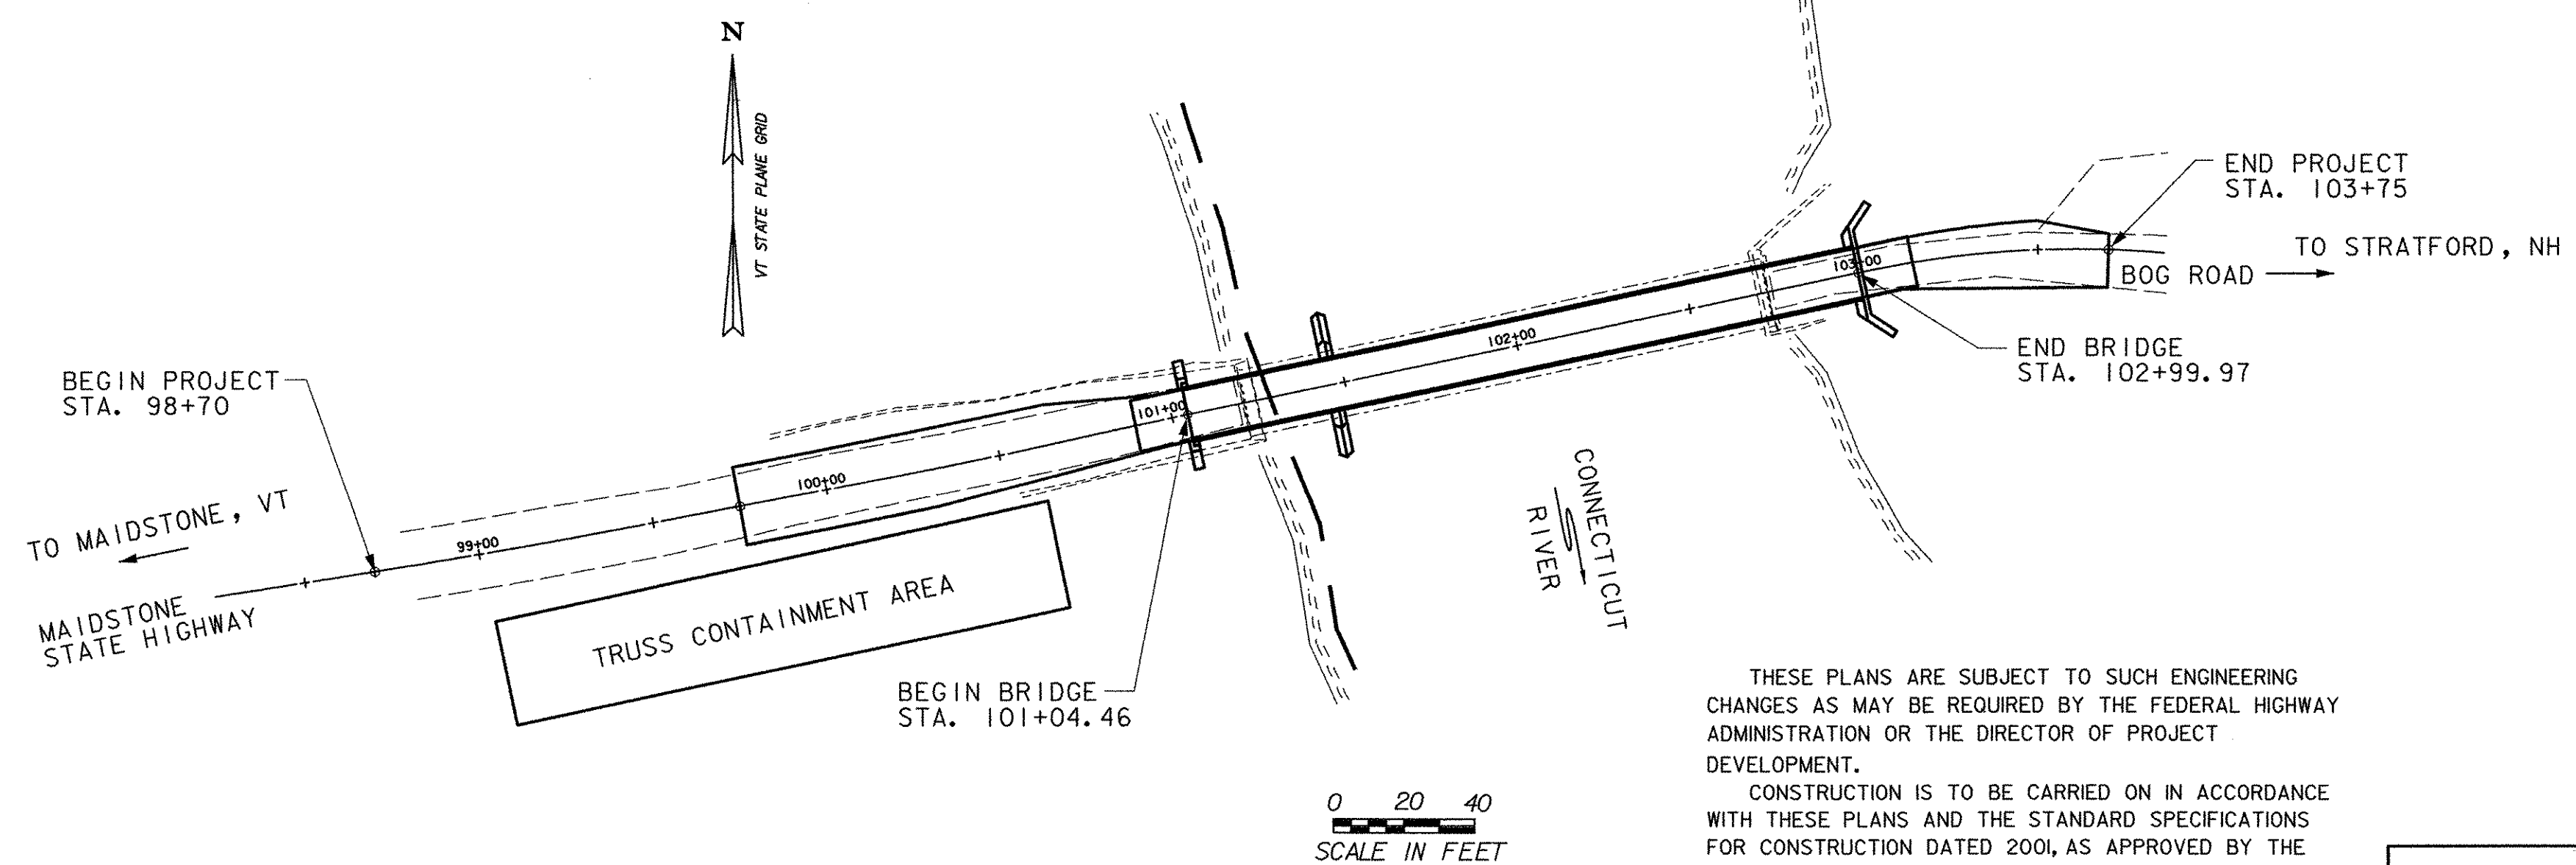 N
VT STATE PLANE GRID
BEGIN PROJECT
STA. 98+70
TO MAIDSTONE, VT
MAIDSTONE
STATE HIGHWAY
99+00
100+00
101+00
102+00
103+00
TRUSS CONTAINMENT AREA
BEGIN BRIDGE
STA. 101+04.46
CONNECTICUT
RIVER
END PROJECT
STA. 103+75
TO STRATFORD, NH
BOG ROAD
END BRIDGE
STA. 102+99.97
0 20 40
SCALE IN FEET
THESE PLANS ARE SUBJECT TO SUCH ENGINEERING
CHANGES AS MAY BE REQUIRED BY THE FEDERAL HIGHWAY
ADMINISTRATION OR THE DIRECTOR OF PROJECT
DEVELOPMENT.
CONSTRUCTION IS TO BE CARRIED ON IN ACCORDANCE
WITH THESE PLANS AND THE STANDARD SPECIFICATIONS
FOR CONSTRUCTION DATED 2001, AS APPROVED BY THE